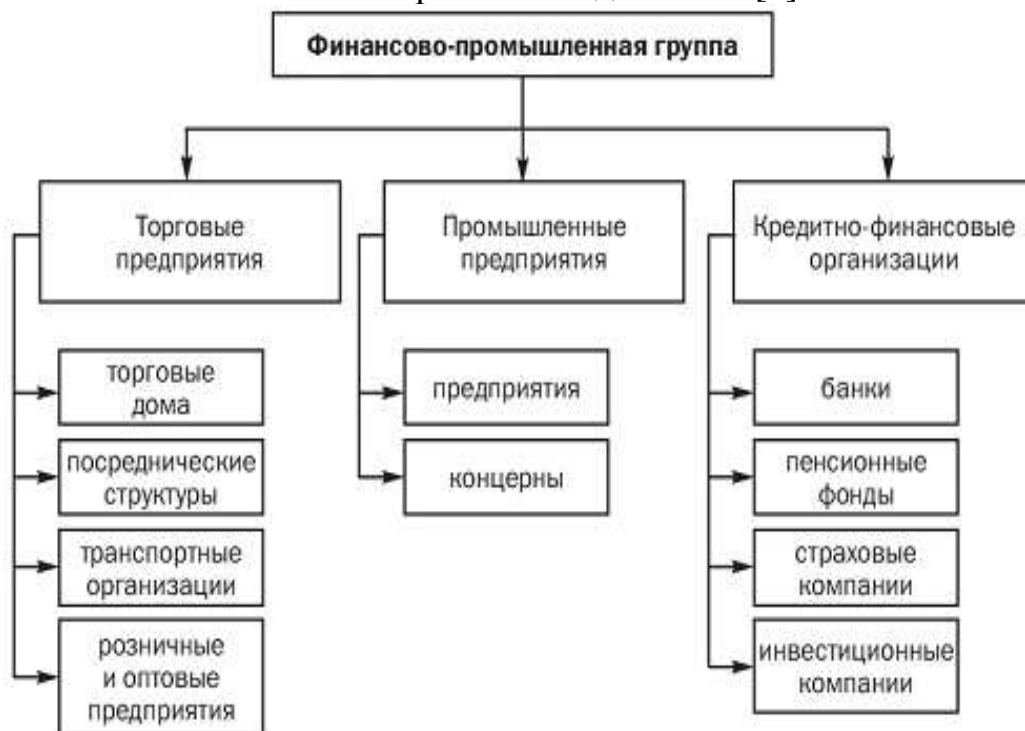 Финансово-промышленная группа
Торговые
предприятия
Промышленные
предприятия
Кредитно-финансовые
организации
торговые
дома
посреднические
структуры
транспортные
организации
розничные
и оптовые
предприятия
предприятия
концерны
банки
пенсионные
фонды
страховые
компании
инвестиционные
компании